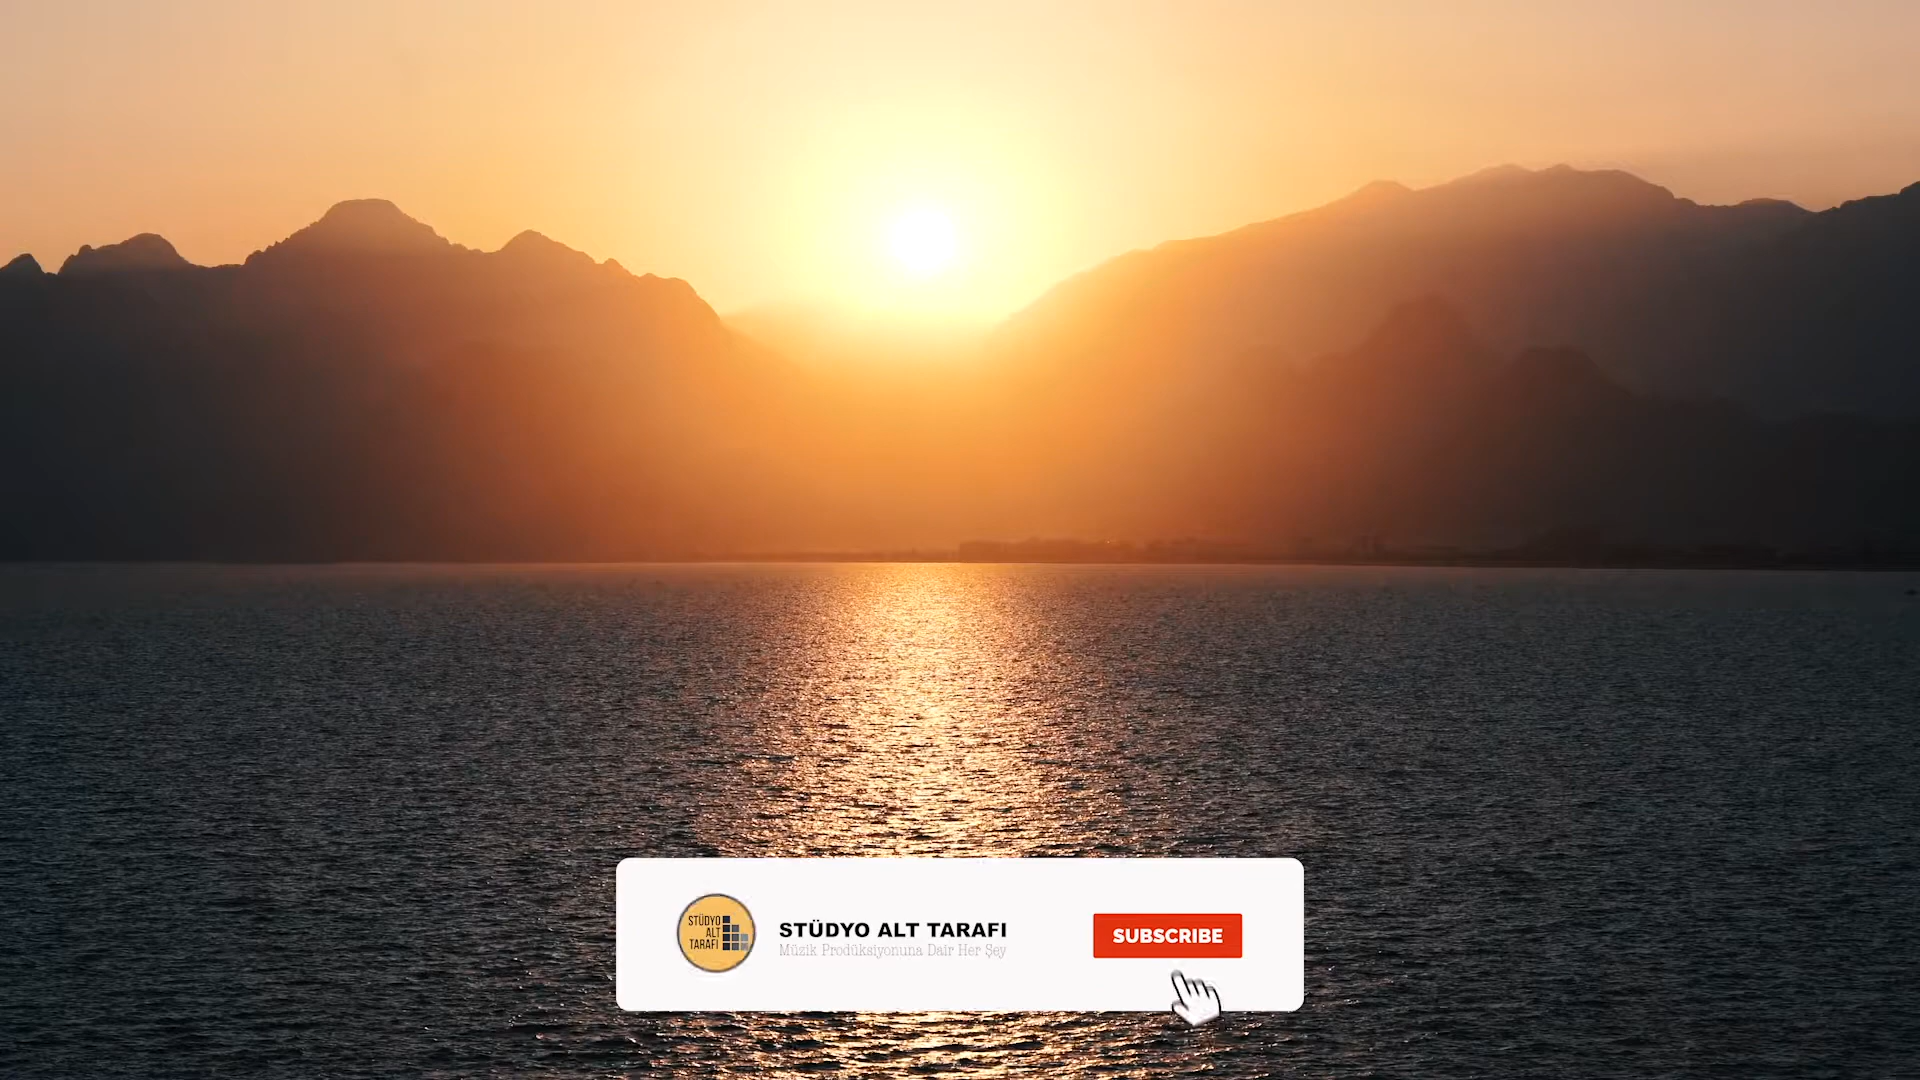 STÜDYO
ALT
TARAFI
STÜDYO ALT TARAFI
Müzik Prodüksiyonuna Dair Her Şey
SUBSCRIBE